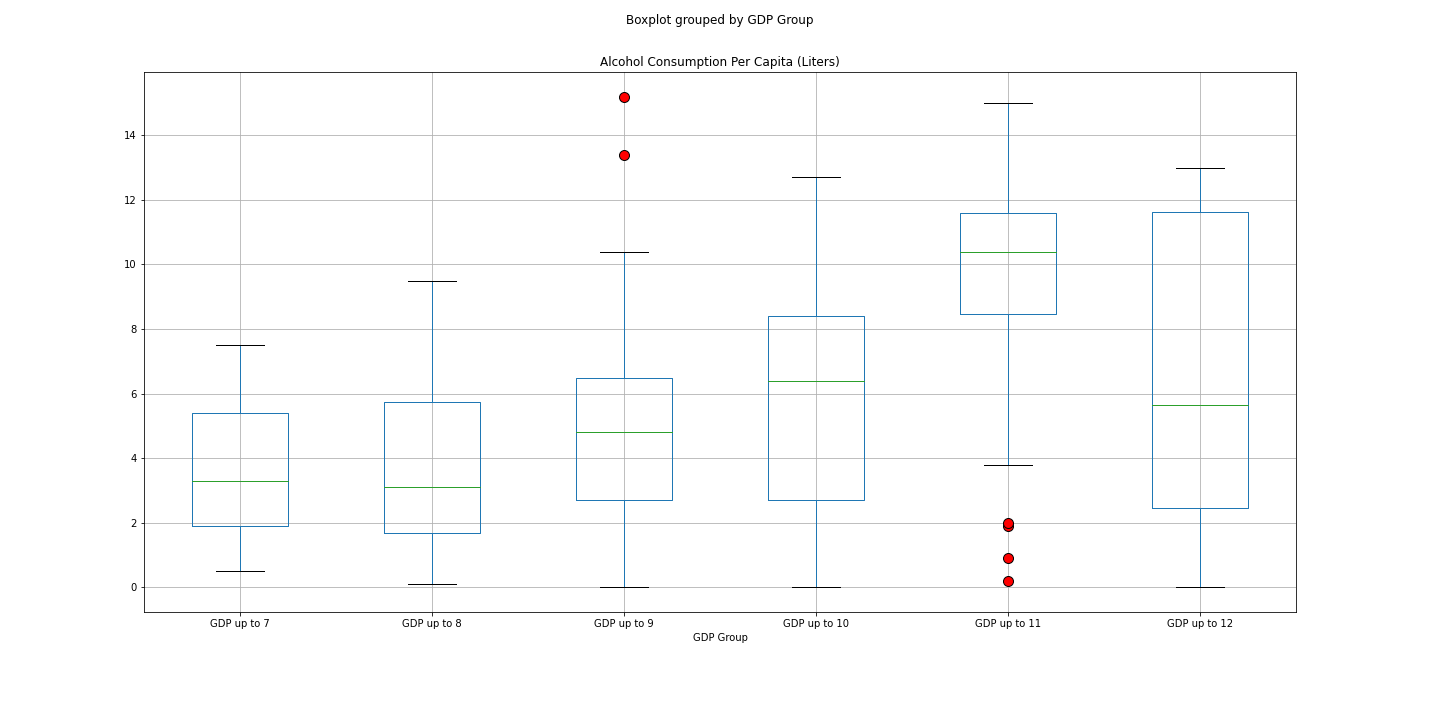 Boxplot grouped by GDP Group
Alcohol Consumption Per Capita (Liters)
14
12
10
8
6
4
2
0
GDP up to 7 GDP up to 8 GDP up to 9 GDP up to 10 GDP up to 11 GDP up to 12
GDP Group